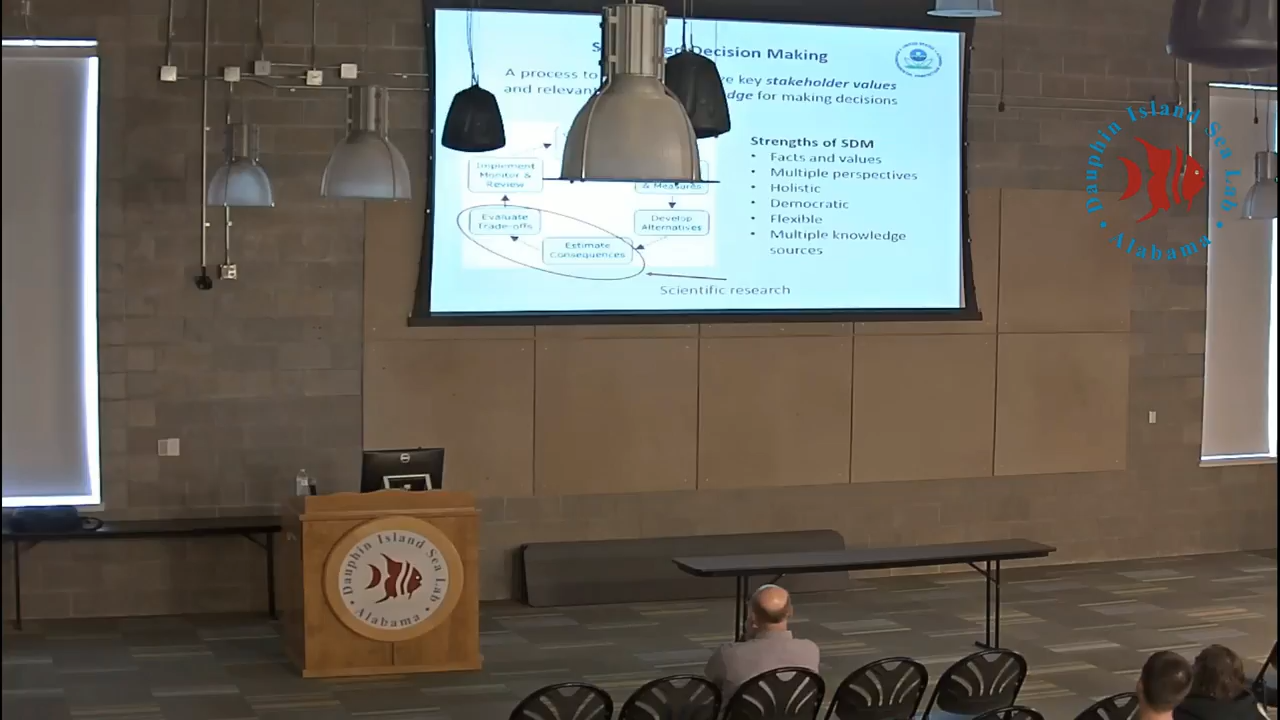 Decision Making
A process to
key stakeholder values
and relevant
for making decisions
Strengths of SDM
• Facts and values
• Multiple perspectives
• Holistic
• Democratic
• Flexible
• Multiple knowledge
sources
Implement
Monitor &
Review
& Measures
Evaluate
Trade-offs
Develop
Alternatives
Estimate
Consequences
Scientific research
Dauphin Island Sea Lab
• Alabama •
DELL
Dauphin Island Sea Lab
• Alabama •